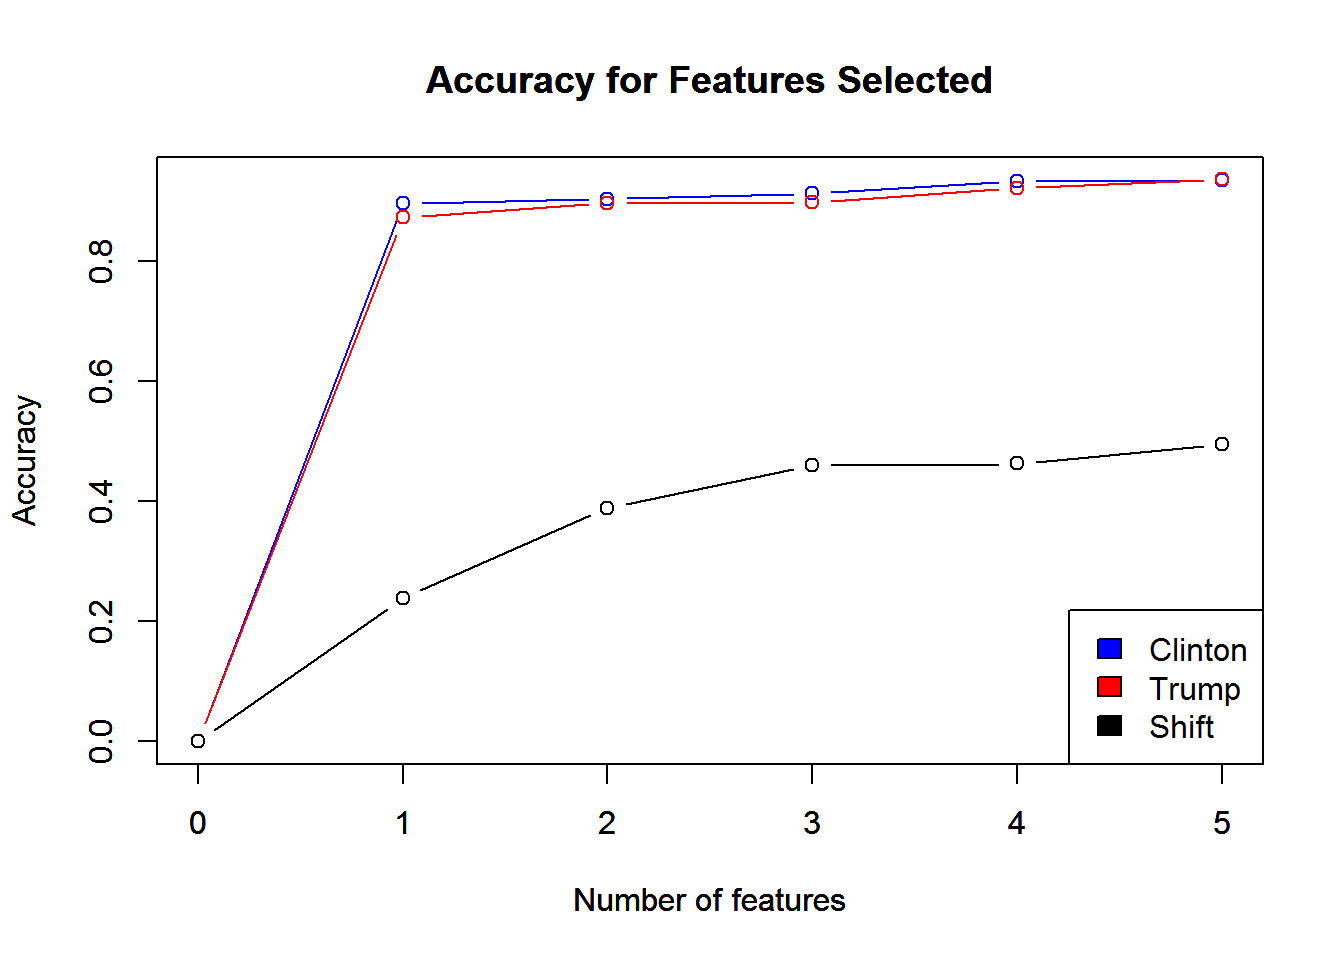 Accuracy for Features Selected
Accuracy
0.8
0.6
0.4
0.2
0.0
Clinton
Trump
Shift
0 1 2 3 4 5
Number of features